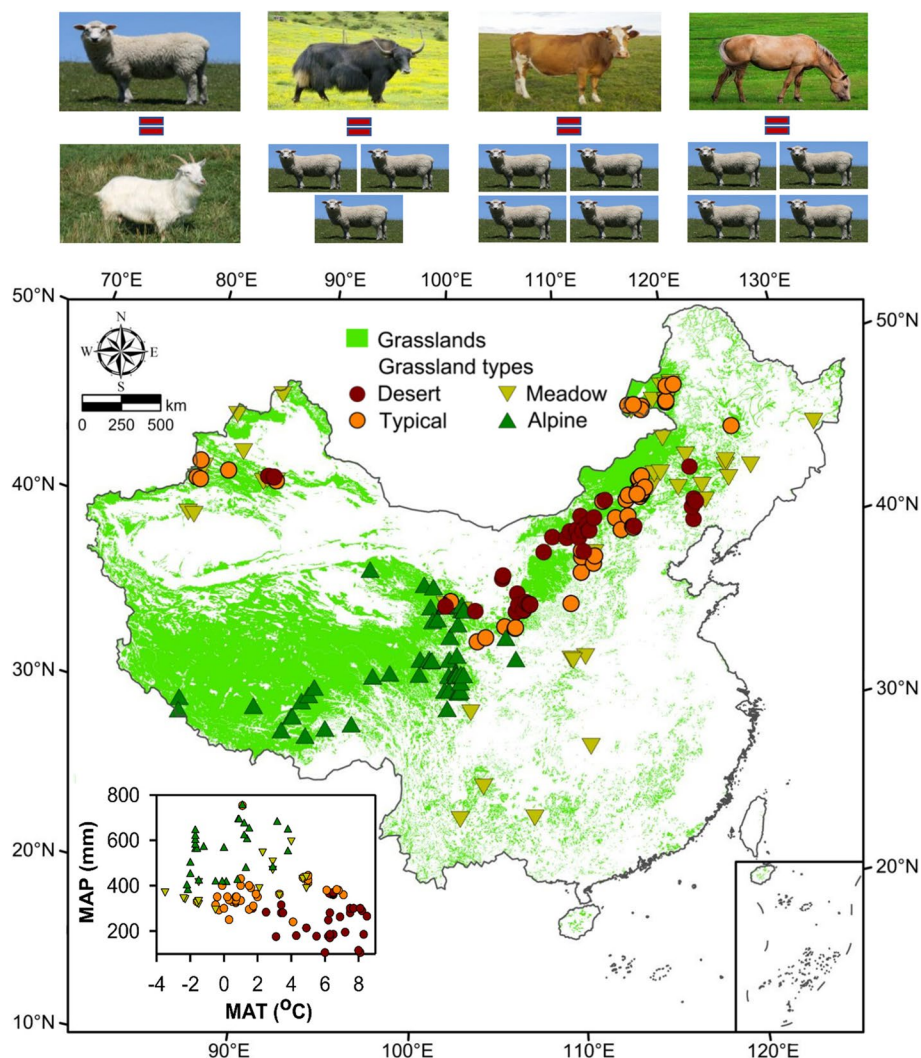 70°E 80°E 90°E 100°E 110°E 120°E 130°E
50°N
50°N
N
W E
S
0 250 500 km
Grasslands
Grassland types
Desert Meadow
Typical Alpine
40°N
40°N
30°N
30°N
20°N
20°N
10°N
800
600
400
200
MAP (mm)
-4 -2 0 2 4 6 8
MAT (°C)
90°E 100°E 110°E 120°E